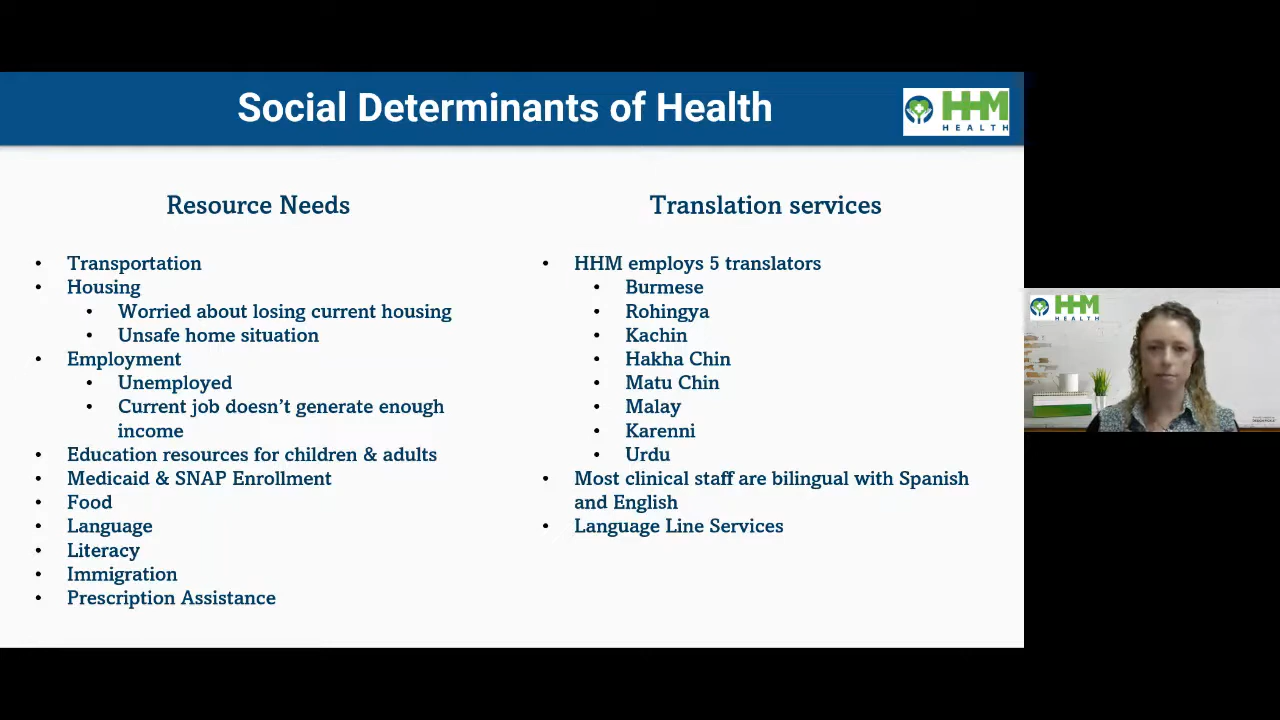 Social Determinants of Health
HHM
HEALTH
Resource Needs
• Transportation
• Housing
• Worried about losing current housing
• Unsafe home situation
• Employment
• Unemployed
• Current job doesn’t generate enough
income
• Education resources for children & adults
• Medicaid & SNAP Enrollment
• Food
• Language
• Literacy
• Immigration
• Prescription Assistance
Translation services
• HHM employs 5 translators
• Burmese
• Rohingya
• Kachin
• Hakha Chin
• Matu Chin
• Malay
• Karenni
• Urdu
• Most clinical staff are bilingual with Spanish
and English
• Language Line Services
HHM
HEALTH